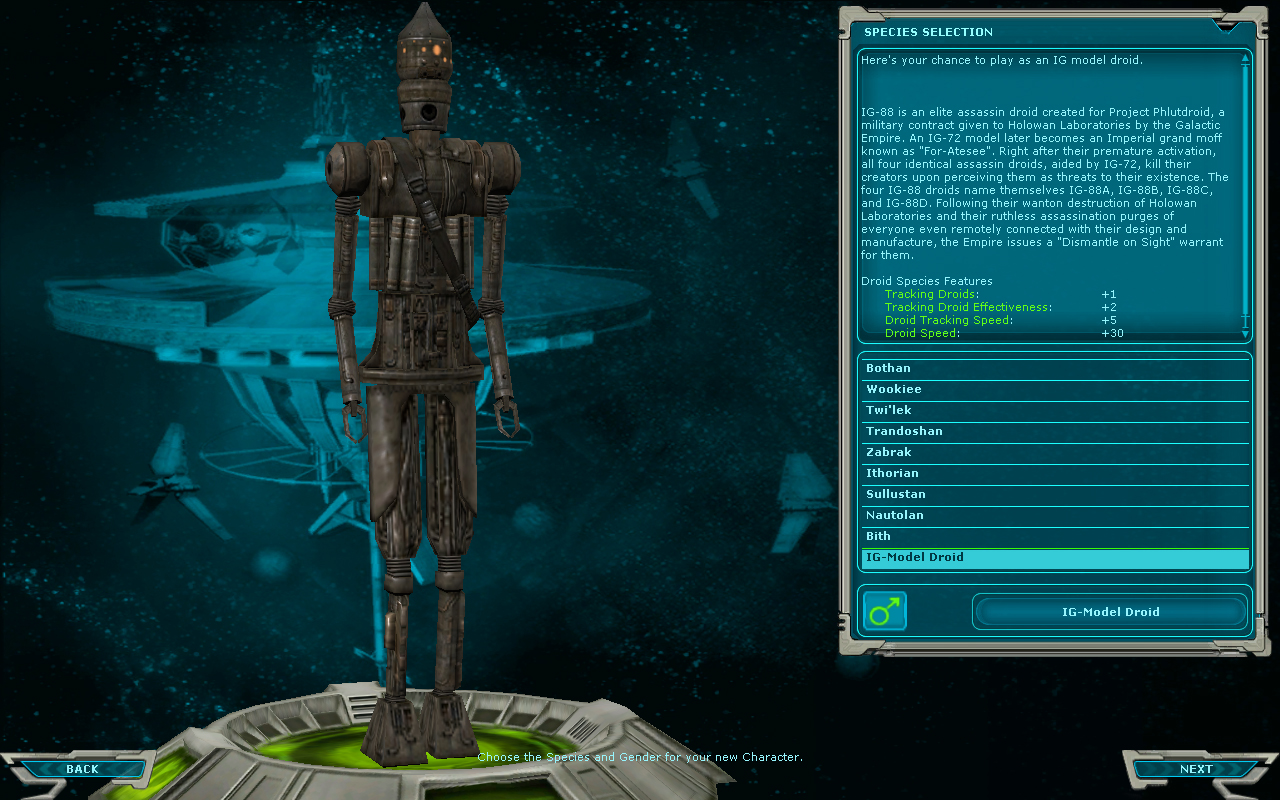 SPECIES SELECTION
Here's your chance to play as an IG model droid.
IG-88 is an elite assassin droid created for Project Phlutdroid, a
military contract given to Holowan Laboratories by the Galactic
Empire. An IG-72 model later becomes an Imperial grand moff
known as "For-Atesee". Right after their premature activation,
all four identical assassin droids, aided by IG-72, kill their
creators upon perceiving them as threats to their existence. The
four IG-88 droids name themselves IG-88A, IG-88B, IG-88C,
and IG-88D. Following their wanton destruction of Holowan
Laboratories and their ruthless assassination purges of
everyone even remotely connected with their design and
manufacture, the Empire issues a "Dismantle on Sight" warrant
for them.
Droid Species Features
Tracking Droids: +1
Tracking Droid Effectiveness: +2
Droid Tracking Speed: +5
Droid Speed: +30
Bothan
Wookiee
Twi'lek
Trandoshan
Zabrak
Ithorian
Sullustan
Nautolan
Bith
IG-Model Droid
IG-Model Droid
Choose the Species and Gender for your new Character.
BACK
NEXT